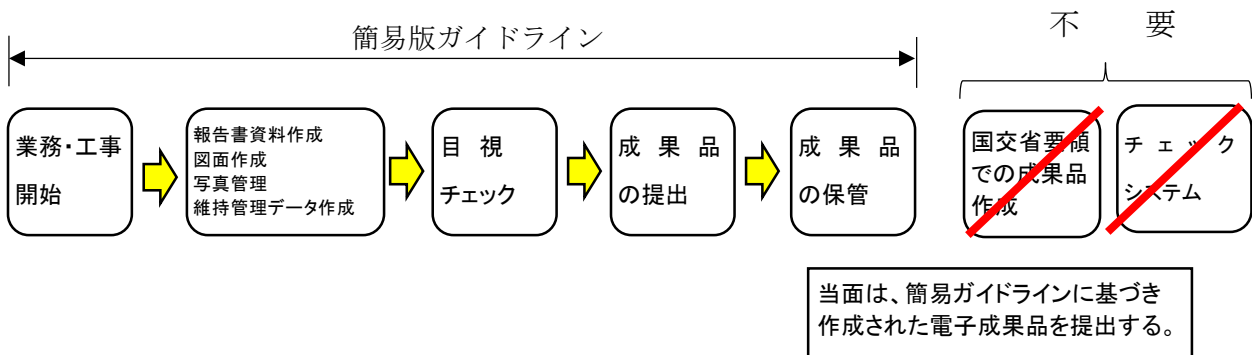 簡易版ガイドライン
不　　要
業務・工事
開始
報告書資料作成
図面作成
写真管理
維持管理データ作成
目視
チェック
成果品
の提出
成果品
の保管
国交省要領
での成果品
作成
チェック
システム
当面は、簡易ガイドラインに基づき
作成された電子成果品を提出する。